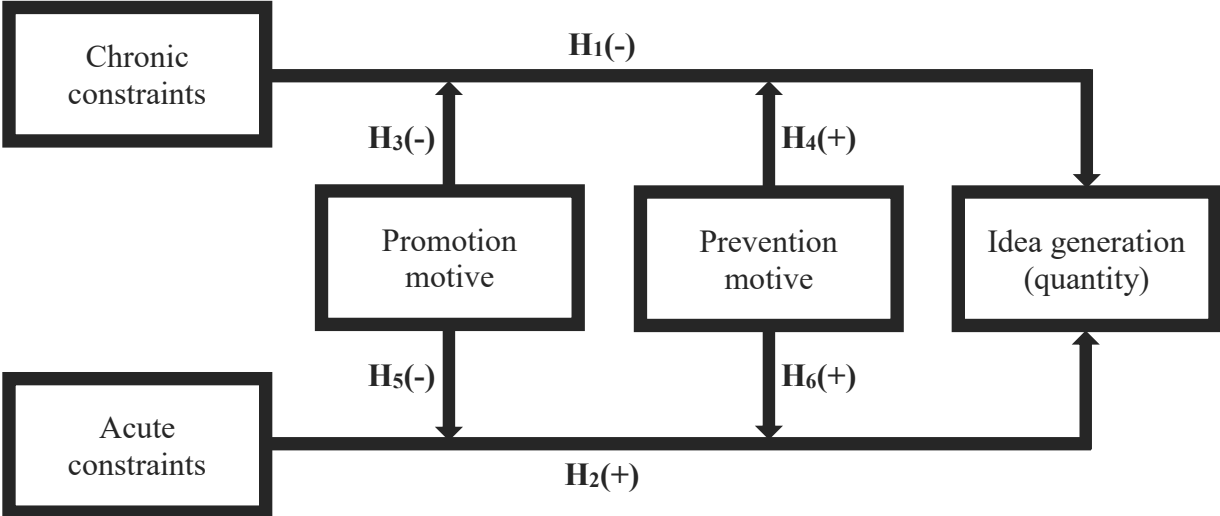 Chronic
constraints
H₁(-)
H₃(-)
H₄(+)
Promotion
motive
Prevention
motive
Idea generation
(quantity)
H₅(-)
H₆(+)
Acute
constraints
H₂(+)